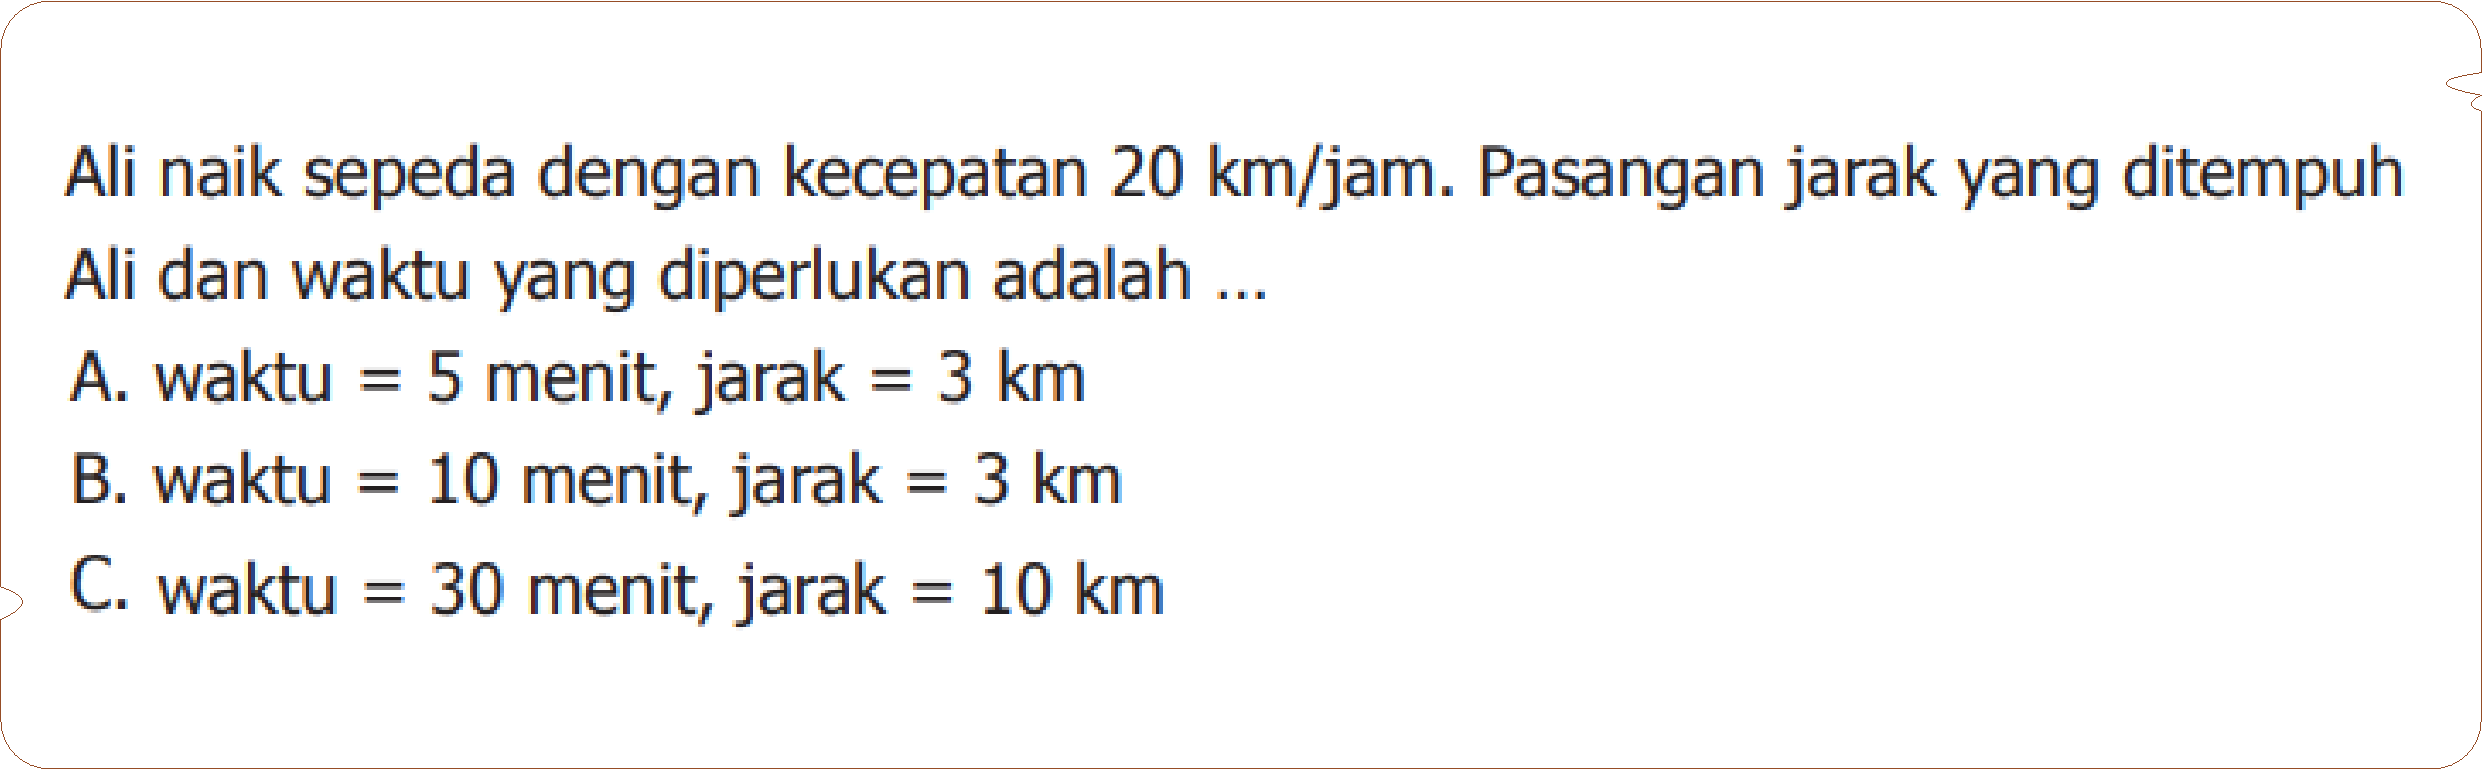 Ali naik sepeda dengan kecepatan 20 km/jam. Pasangan jarak yang ditempuh
Ali dan waktu yang diperlukan adalah ...
A. waktu = 5 menit, jarak = 3 km
B. waktu = 10 menit, jarak = 3 km
C. waktu = 30 menit, jarak = 10 km